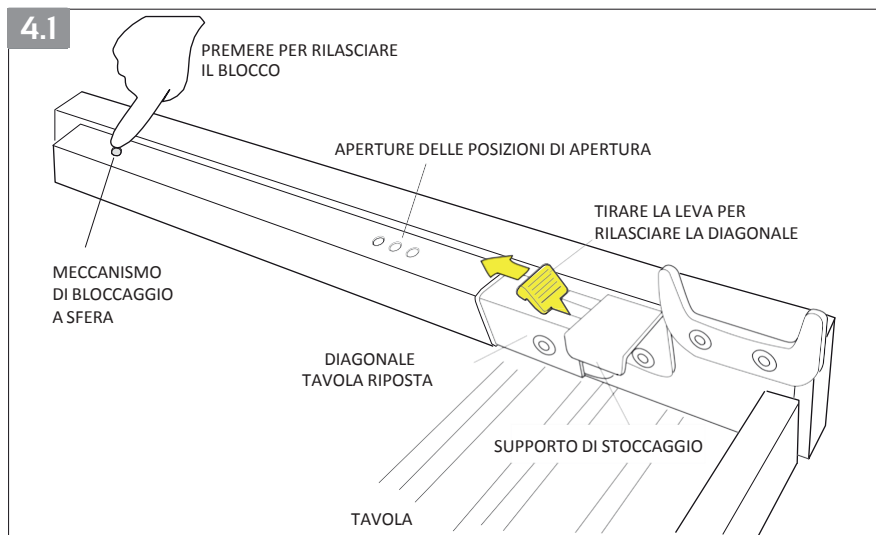 4.1
PREMERE PER RILASCIARE
IL BLOCCO
APERTURE DELLE POSIZIONI DI APERTURA
TIRARE LA LEVA PER
RILASCIARE LA DIAGONALE
MECCANISMO
DI BLOCCAGGIO
A SFERA
DIAGONALE
TAVOLA RIPOSTA
SUPPORTO DI STOCCAGGIO
TAVOLA